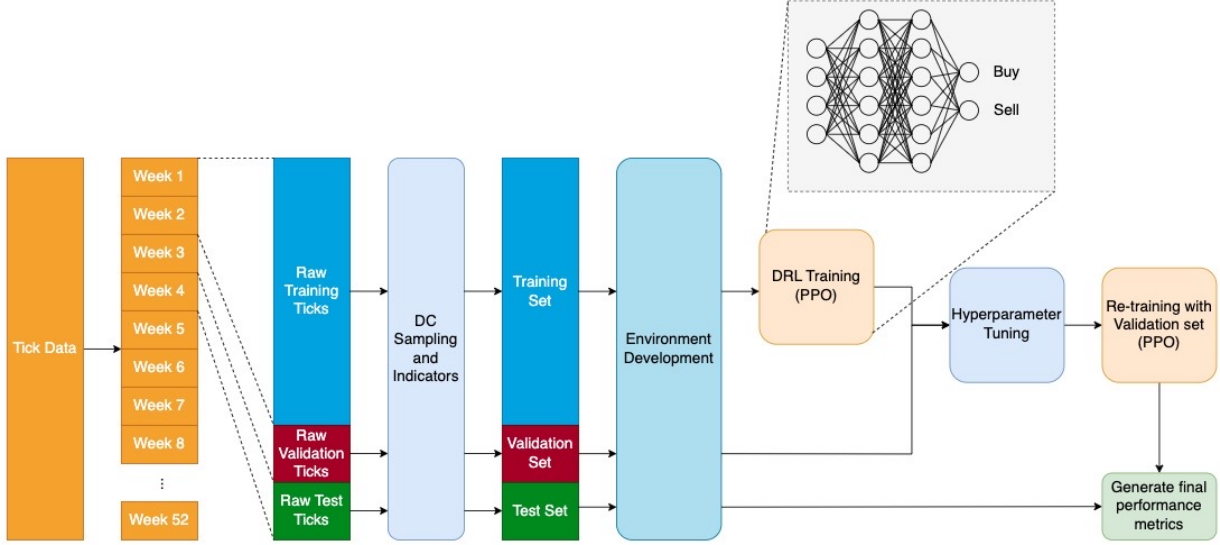 Buy
Sell
Tick Data
Week 1
Week 2
Week 3
Week 4
Week 5
Week 6
Week 7
Week 8
⋮
Week 52
Raw
Training
Ticks
Raw
Validation
Ticks
Raw Test
Ticks
DC
Sampling
and
Indicators
Training
Set
Validation
Set
Test Set
Environment
Development
DRL Training
(PPO)
Hyperparameter
Tuning
Re-training with
Validation set
(PPO)
Generate final
performance
metrics